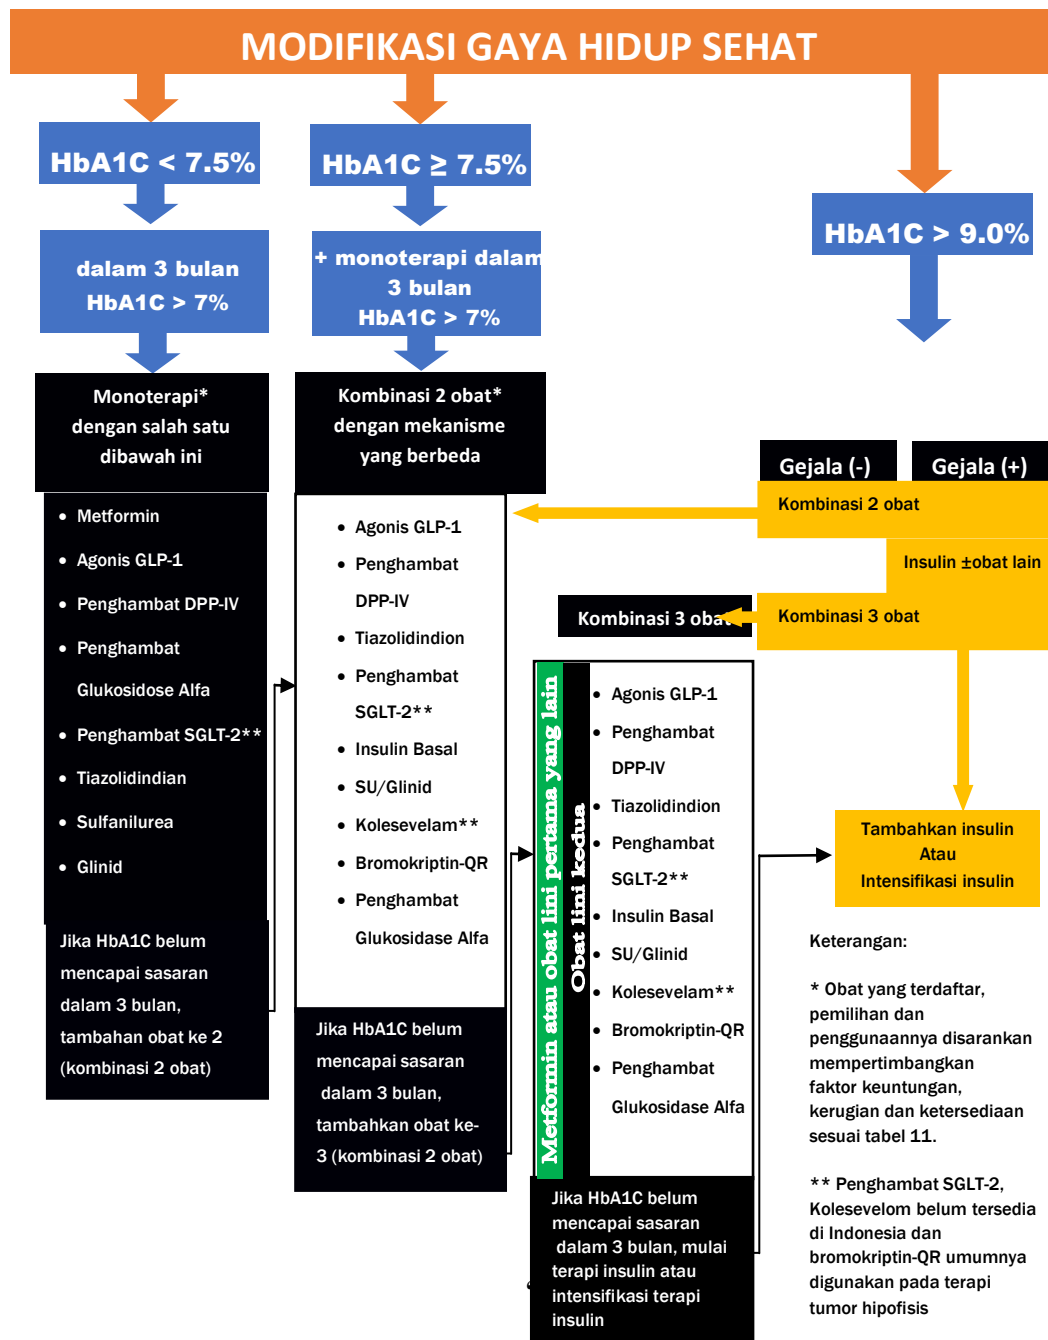 MODIFIKASI GAYA HIDUP SEHAT
HbA1C < 7.5%
dalam 3 bulan
HbA1C > 7%
Monoterapi*
dengan salah satu
dibawah ini
• Metformin
• Agonis GLP-1
• Penghambat DPP-IV
• Penghambat
Glukosidose Alfa
• Penghambat SGLT-2**
• Tiazolidindian
• Sulfanilurea
• Glinid
Jika HbA1C belum
mencapai sasaran
dalam 3 bulan,
tambahan obat ke 2
(kombinasi 2 obat)
HbA1C ≥ 7.5%
+ monoterapi dalam
3 bulan
HbA1C > 7%
Kombinasi 2 obat*
dengan mekanisme
yang berbeda
• Agonis GLP-1
• Penghambat
DPP-IV
• Tiazolidindion
• Penghambat
SGLT-2**
• Insulin Basal
• SU/Glinid
• Kolesevelam**
• Bromokriptin-QR
• Penghambat
Glukosidase Alfa
Jika HbA1C belum
mencapai sasaran
dalam 3 bulan,
tambahkan obat ke-
3 (kombinasi 2 obat)
HbA1C > 9.0%
Gejala (-)
Gejala (+)
Kombinasi 2 obat
Insulin ±obat lain
Kombinasi 3 obat
Kombinasi 3 obat
Metformin atau obat lini pertama yang lain
Obat lini kedua
• Agonis GLP-1
• Penghambat
DPP-IV
• Tiazolidindion
• Penghambat
SGLT-2**
• Insulin Basal
• SU/Glinid
• Kolesevelam**
• Bromokriptin-QR
• Penghambat
Glukosidase Alfa
Jika HbA1C belum
mencapai sasaran
dalam 3 bulan, mulai
terapi insulin atau
intensifikasi terapi
insulin
Tambahkan insulin
Atau
Intensifikasi insulin
Keterangan:
* Obat yang terdaftar,
pemilihan dan
penggunaannya disarankan
mempertimbangkan
faktor keuntungan,
kerugian dan ketersediaan
sesuai tabel 11.
** Penghambat SGLT-2,
Kolesevelom belum tersedia
di Indonesia dan
bromokriptin-QR umumnya
digunakan pada terapi
tumor hipofisis